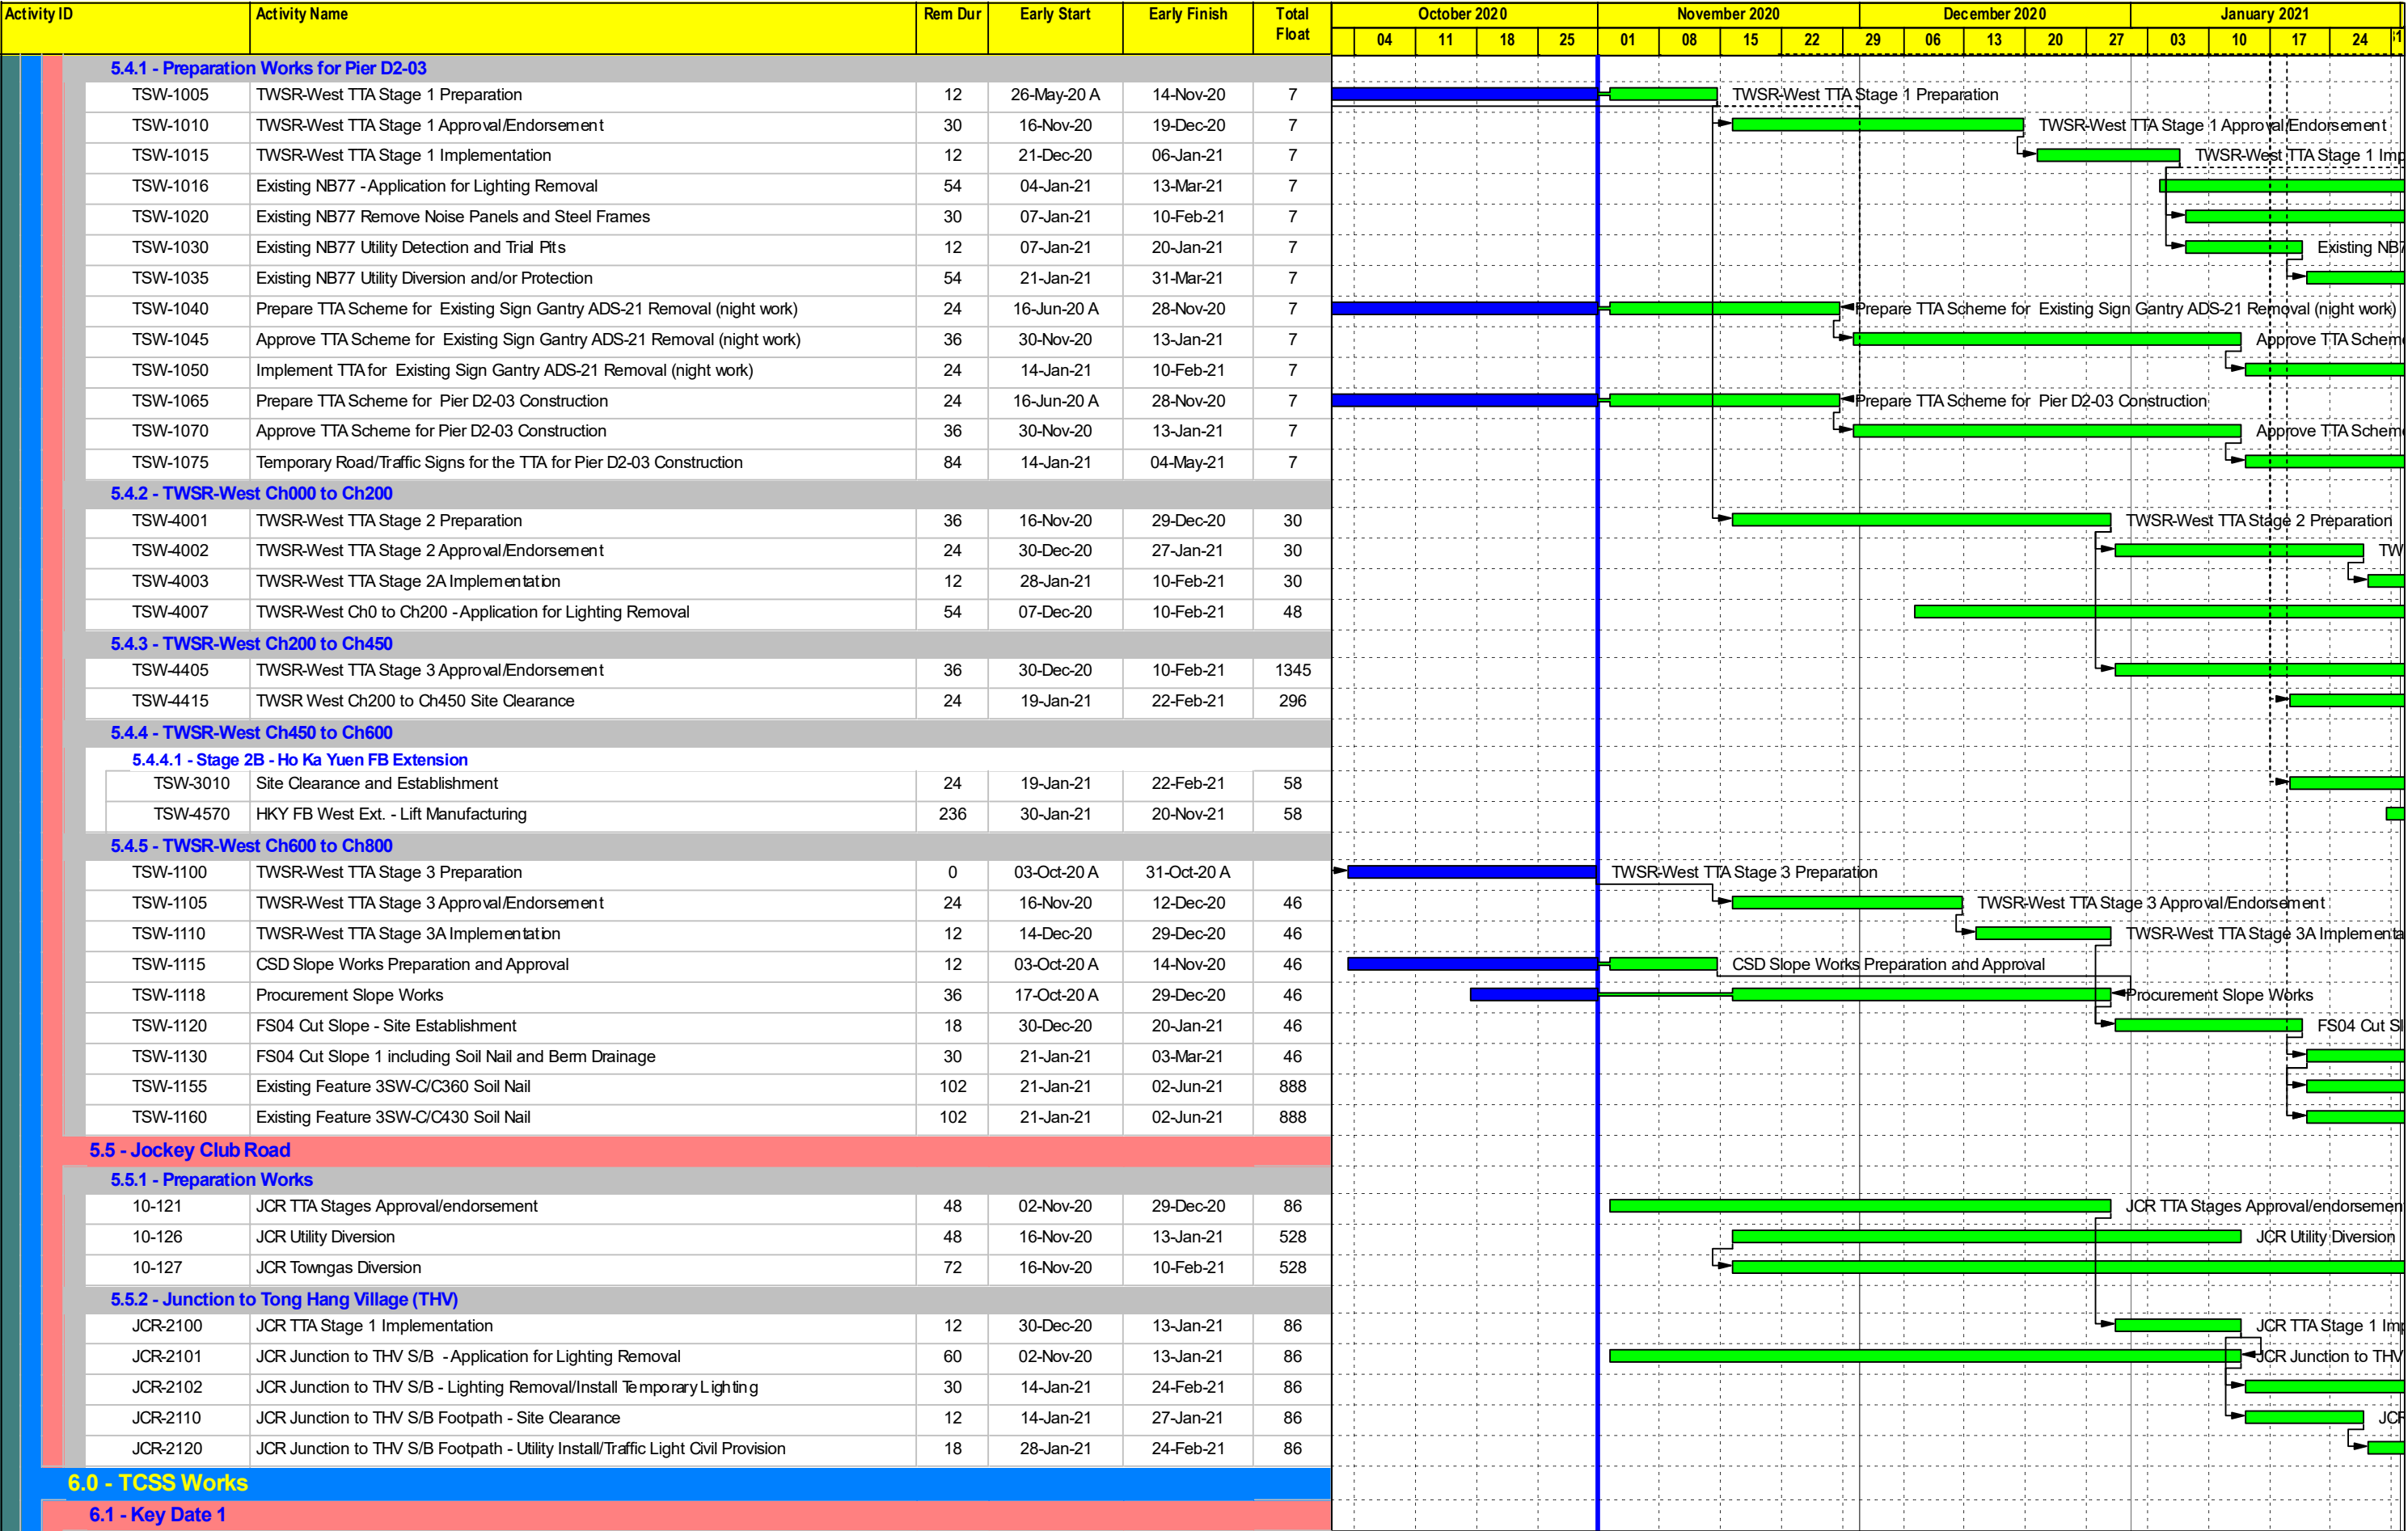 Activity ID Activity Name Rem Dur Early Start Early Finish Total Float October 2020 November 2020 December 2020 January 2021
04 11 18 25 01 08 15 22 29 06 13 20 27 03 10 17 24 31
5.4.1 - Preparation Works for Pier D2-03
TSW-1005 TWSR-West TTA Stage 1 Preparation 12 26-May-20 A 14-Nov-20 7 TWSR-West TTA Stage 1 Preparation
TSW-1010 TWSR-West TTA Stage 1 Approval/Endorsement 30 16-Nov-20 19-Dec-20 7 TWSR-West TTA Stage 1 Approval/Endorsement
TSW-1015 TWSR-West TTA Stage 1 Implementation 12 21-Dec-20 06-Jan-21 7 TWSR-West TTA Stage 1 Imp
TSW-1016 Existing NB77 - Application for Lighting Removal 54 04-Jan-21 13-Mar-21 7
TSW-1020 Existing NB77 Remove Noise Panels and Steel Frames 30 07-Jan-21 10-Feb-21 7
TSW-1030 Existing NB77 Utility Detection and Trial Pits 12 07-Jan-21 20-Jan-21 7 Existing NB7
TSW-1035 Existing NB77 Utility Diversion and/or Protection 54 21-Jan-21 31-Mar-21 7
TSW-1040 Prepare TTA Scheme for Existing Sign Gantry ADS-21 Removal (night work) 24 16-Jun-20 A 28-Nov-20 7 Prepare TTA Scheme for Existing Sign Gantry ADS-21 Removal (night work)
TSW-1045 Approve TTA Scheme for Existing Sign Gantry ADS-21 Removal (night work) 36 30-Nov-20 13-Jan-21 7 Approve TTA Schem
TSW-1050 Implement TTA for Existing Sign Gantry ADS-21 Removal (night work) 24 14-Jan-21 10-Feb-21 7
TSW-1065 Prepare TTA Scheme for Pier D2-03 Construction 24 16-Jun-20 A 28-Nov-20 7 Prepare TTA Scheme for Pier D2-03 Construction
TSW-1070 Approve TTA Scheme for Pier D2-03 Construction 36 30-Nov-20 13-Jan-21 7 Approve TTA Schem
TSW-1075 Temporary Road/Traffic Signs for the TTA for Pier D2-03 Construction 84 14-Jan-21 04-May-21 7
5.4.2 - TWSR-West Ch000 to Ch200
TSW-4001 TWSR-West TTA Stage 2 Preparation 36 16-Nov-20 29-Dec-20 30 TWSR-West TTA Stage 2 Preparation
TSW-4002 TWSR-West TTA Stage 2 Approval/Endorsement 24 30-Dec-20 27-Jan-21 30 TW
TSW-4003 TWSR-West TTA Stage 2A Implementation 12 28-Jan-21 10-Feb-21 30
TSW-4007 TWSR-West Ch0 to Ch200 - Application for Lighting Removal 54 07-Dec-20 10-Feb-21 48
5.4.3 - TWSR-West Ch200 to Ch450
TSW-4405 TWSR-West TTA Stage 3 Approval/Endorsement 36 30-Dec-20 10-Feb-21 1345
TSW-4415 TWSR West Ch200 to Ch450 Site Clearance 24 19-Jan-21 22-Feb-21 296
5.4.4 - TWSR-West Ch450 to Ch600
5.4.4.1 - Stage 2B - Ho Ka Yuen FB Extension
TSW-3010 Site Clearance and Establishment 24 19-Jan-21 22-Feb-21 58
TSW-4570 HKY FB West Ext. - Lift Manufacturing 236 30-Jan-21 20-Nov-21 58
5.4.5 - TWSR-West Ch600 to Ch800
TSW-1100 TWSR-West TTA Stage 3 Preparation 0 03-Oct-20 A 31-Oct-20 A TWSR-West TTA Stage 3 Preparation
TSW-1105 TWSR-West TTA Stage 3 Approval/Endorsement 24 16-Nov-20 12-Dec-20 46 TWSR-West TTA Stage 3 Approval/Endorsement
TSW-1110 TWSR-West TTA Stage 3A Implementation 12 14-Dec-20 29-Dec-20 46 TWSR-West TTA Stage 3A Implementa
TSW-1115 CSD Slope Works Preparation and Approval 12 03-Oct-20 A 14-Nov-20 46 CSD Slope Works Preparation and Approval
TSW-1118 Procurement Slope Works 36 17-Oct-20 A 29-Dec-20 46 Procurement Slope Works
TSW-1120 FS04 Cut Slope - Site Establishment 18 30-Dec-20 20-Jan-21 46 FS04 Cut Sl
TSW-1130 FS04 Cut Slope 1 including Soil Nail and Berm Drainage 30 21-Jan-21 03-Mar-21 46
TSW-1155 Existing Feature 3SW-C/C360 Soil Nail 102 21-Jan-21 02-Jun-21 888
TSW-1160 Existing Feature 3SW-C/C430 Soil Nail 102 21-Jan-21 02-Jun-21 888
5.5 - Jockey Club Road
5.5.1 - Preparation Works
10-121 JCR TTA Stages Approval/endorsement 48 02-Nov-20 29-Dec-20 86 JCR TTA Stages Approval/endorsemen
10-126 JCR Utility Diversion 48 16-Nov-20 13-Jan-21 528 JCR Utility Diversion
10-127 JCR Towngas Diversion 72 16-Nov-20 10-Feb-21 528
5.5.2 - Junction to Tong Hang Village (THV)
JCR-2100 JCR TTA Stage 1 Implementation 12 30-Dec-20 13-Jan-21 86 JCR TTA Stage 1 Imp
JCR-2101 JCR Junction to THV S/B - Application for Lighting Removal 60 02-Nov-20 13-Jan-21 86 JCR Junction to THV
JCR-2102 JCR Junction to THV S/B - Lighting Removal/Install Temporary Lighting 30 14-Jan-21 24-Feb-21 86
JCR-2110 JCR Junction to THV S/B Footpath - Site Clearance 12 14-Jan-21 27-Jan-21 86 JCR
JCR-2120 JCR Junction to THV S/B Footpath - Utility Install/Traffic Light Civil Provision 18 28-Jan-21 24-Feb-21 86
6.0 - TCSS Works
6.1 - Key Date 1